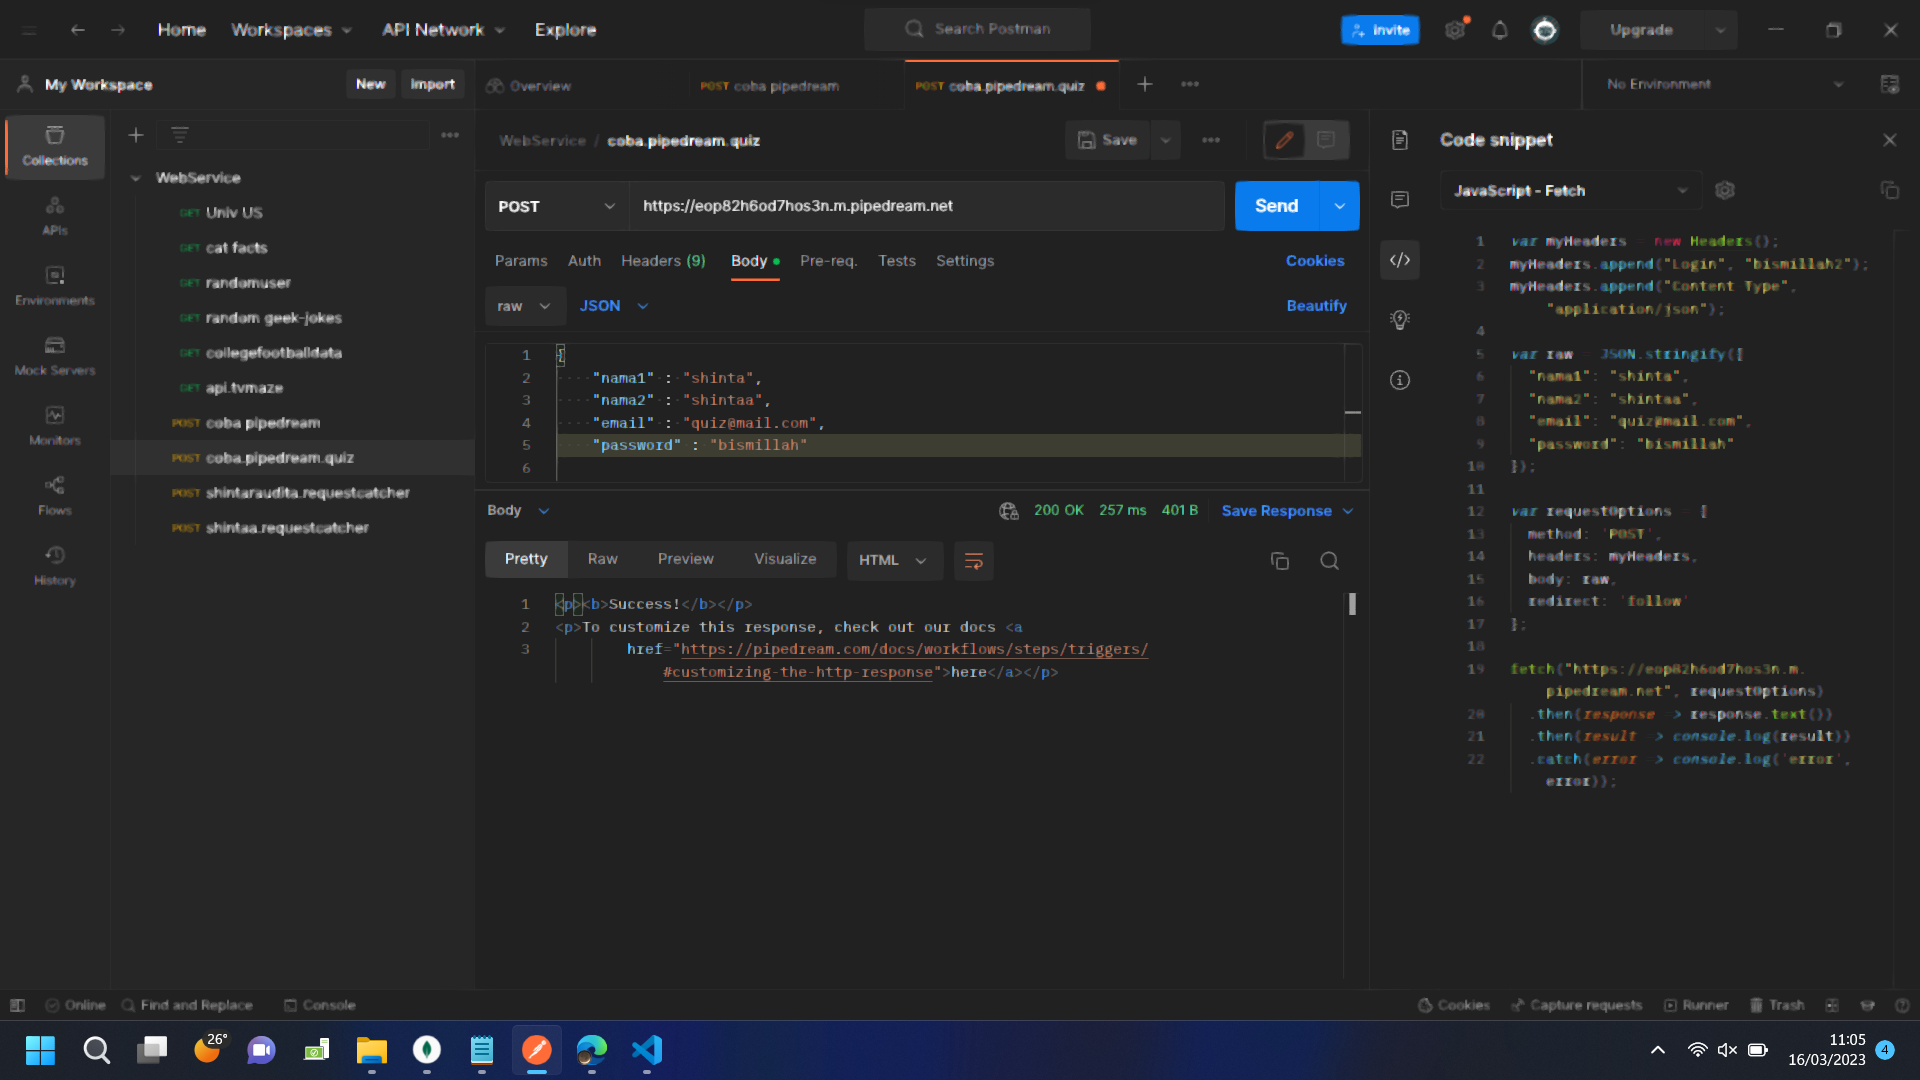 Home
Workspaces
API Network
Explore
Search Postman
Invite
Upgrade
My Workspace
New
Import
Overview
POST coba pipedream
POST coba.pipedream.quiz
No Environment
Collections
APIs
Environments
Mock Servers
Monitors
Flows
History
WebService
GET Univ US
GET cat facts
GET randomuser
GET random geek-jokes
GET collegefootballdata
GET api.tvmaze
POST coba pipedream
POST coba.pipedream.quiz
POST shintaraudita.requestcatcher
POST shintaa.requestcatcher
WebService / coba.pipedream.quiz
Save
POST
https://eop82h6od7hos3n.m.pipedream.net
Send
Params
Auth
Headers (9)
Body
Pre-req.
Tests
Settings
Cookies
raw
JSON
Beautify
1 {
2 "nama1" : "shinta",
3 "nama2" : "shintaa",
4 "email" : "quiz@mail.com",
5 "password" : "bismillah"
6
Body
200 OK
257 ms
401 B
Save Response
Pretty
Raw
Preview
Visualize
HTML
1 <p><b>Success!</b></p>
2 <p>To customize this response, check out our docs <a
3 href="https://pipedream.com/docs/workflows/steps/triggers/
#customizing-the-http-response">here</a></p>
Code snippet
JavaScript - Fetch
1 var myHeaders = new Headers();
2 myHeaders.append("Login", "bismillah2");
3 myHeaders.append("Content-Type",
"application/json");
4
5 var raw = JSON.stringify({
6 "nama1": "shinta",
7 "nama2": "shintaa",
8 "email": "quiz@mail.com",
9 "password": "bismillah"
10 });
11
12 var requestOptions = {
13 method: 'POST',
14 headers: myHeaders,
15 body: raw,
16 redirect: 'follow'
17 };
18
19 fetch("https://eop82h6od7hos3n.m.
pipedream.net", requestOptions)
20 .then(response => response.text())
21 .then(result => console.log(result))
22 .catch(error => console.log('error',
error));
Online
Find and Replace
Console
Cookies
Capture requests
Runner
Trash
26°
11:05
16/03/2023
4